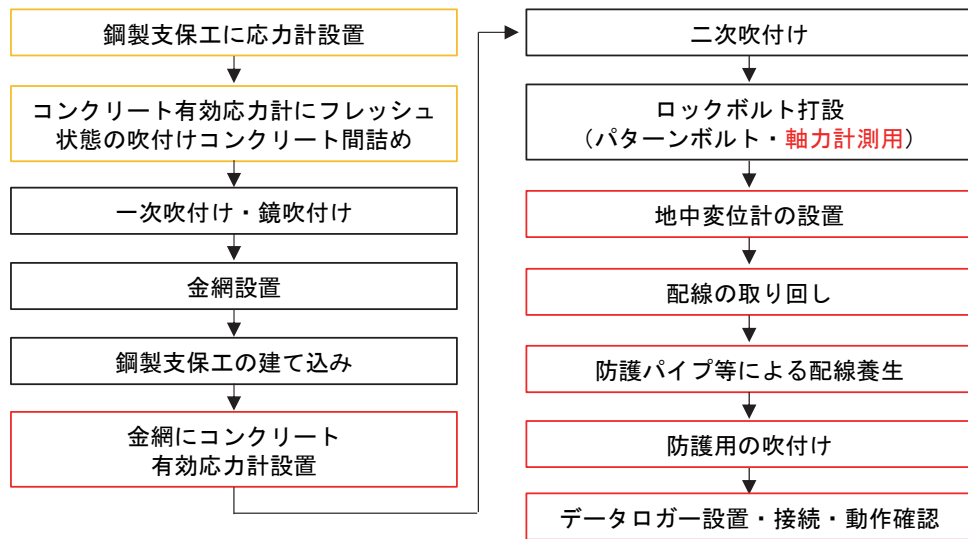 鋼製支保工に応力計設置
コンクリート有効応力計にフレッシュ
状態の吹付けコンクリート間詰め
一次吹付け・鏡吹付け
金網設置
鋼製支保工の建て込み
金網にコンクリート
有効応力計設置
二次吹付け
ロックボルト打設
（パターンボルト・軸力計測用）
地中変位計の設置
配線の取り回し
防護パイプ等による配線養生
防護用の吹付け
データロガー設置・接続・動作確認